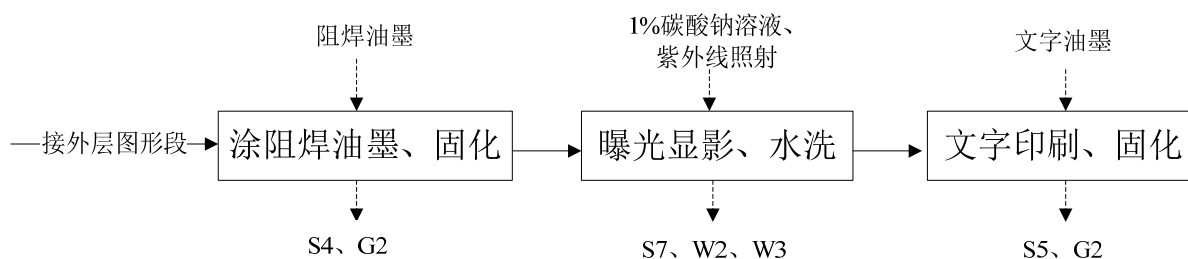 阻焊油墨
1%碳酸钠溶液、
紫外线照射
文字油墨
接外层图形段
涂阻焊油墨、固化
曝光显影、水洗
文字印刷、固化
S4、G2
S7、W2、W3
S5、G2